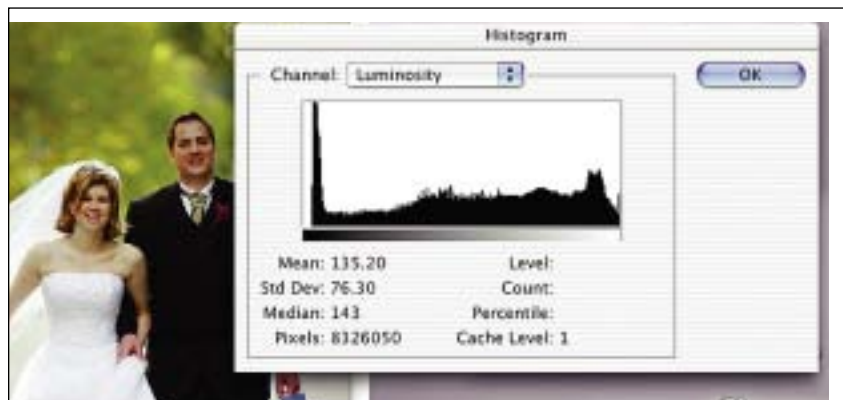 Histogram
Channel: Luminosity
OK
Mean: 135.20
Level:
Std Dev: 76.30
Count:
Median: 143
Percentile:
Pixels: 8326050
Cache Level: 1